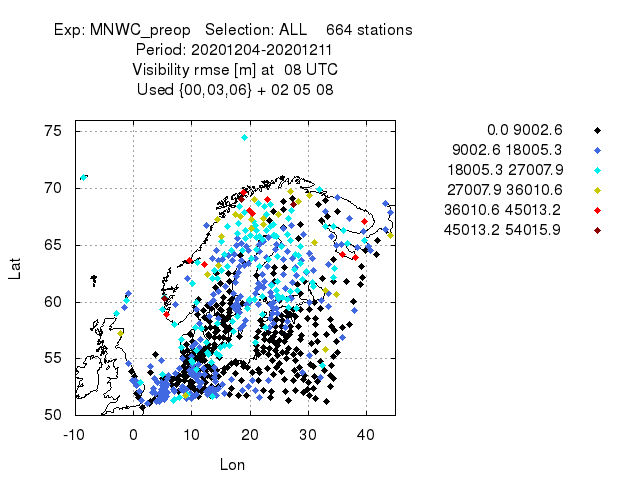 Exp: MNWC_preop   Selection: ALL    664 stations
Period: 20201204-20201211
Visibility rmse [m] at  08 UTC
Used {00,03,06} + 02 05 08
0.0 9002.6
9002.6 18005.3
18005.3 27007.9
27007.9 36010.6
36010.6 45013.2
45013.2 54015.9
75
70
65
60
55
50
Lat
-10 0 10 20 30 40
Lon